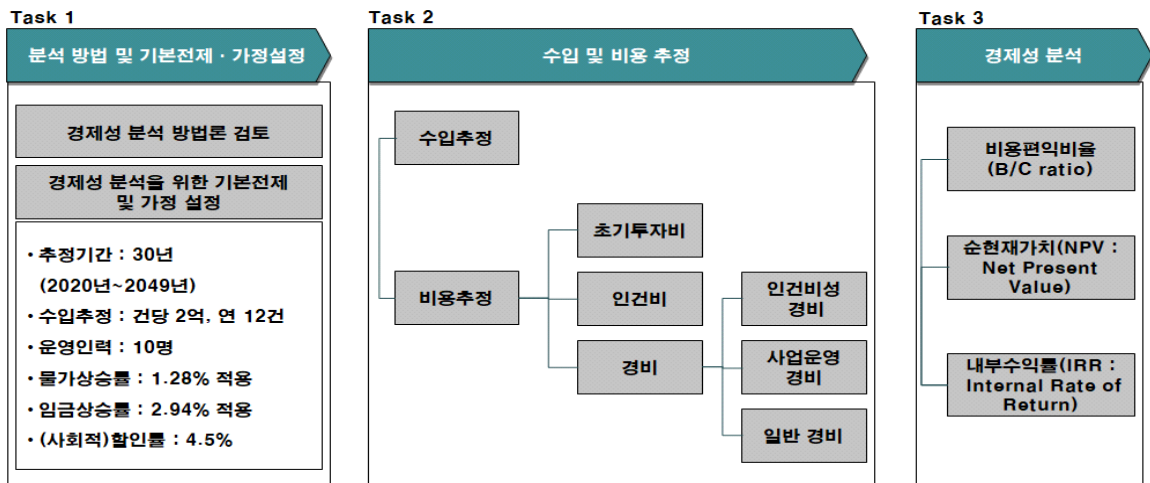 Task 1
분석 방법 및 기본전제 · 가정설정
경제성 분석 방법론 검토
경제성 분석을 위한 기본전제
및 가정 설정
• 추정기간 : 30년
(2020년~2049년)
• 수입추정 : 건당 2억, 연 12건
• 운영인력 : 10명
• 물가상승률 : 1.28% 적용
• 임금상승률 : 2.94% 적용
• (사회적)할인률 : 4.5%
Task 2
수입 및 비용 추정
수입추정
비용추정
초기투자비
인건비
경비
인건비성
경비
사업운영
경비
일반 경비
Task 3
경제성 분석
비용편익비율
(B/C ratio)
순현재가치(NPV :
Net Present
Value)
내부수익률(IRR :
Internal Rate of
Return)